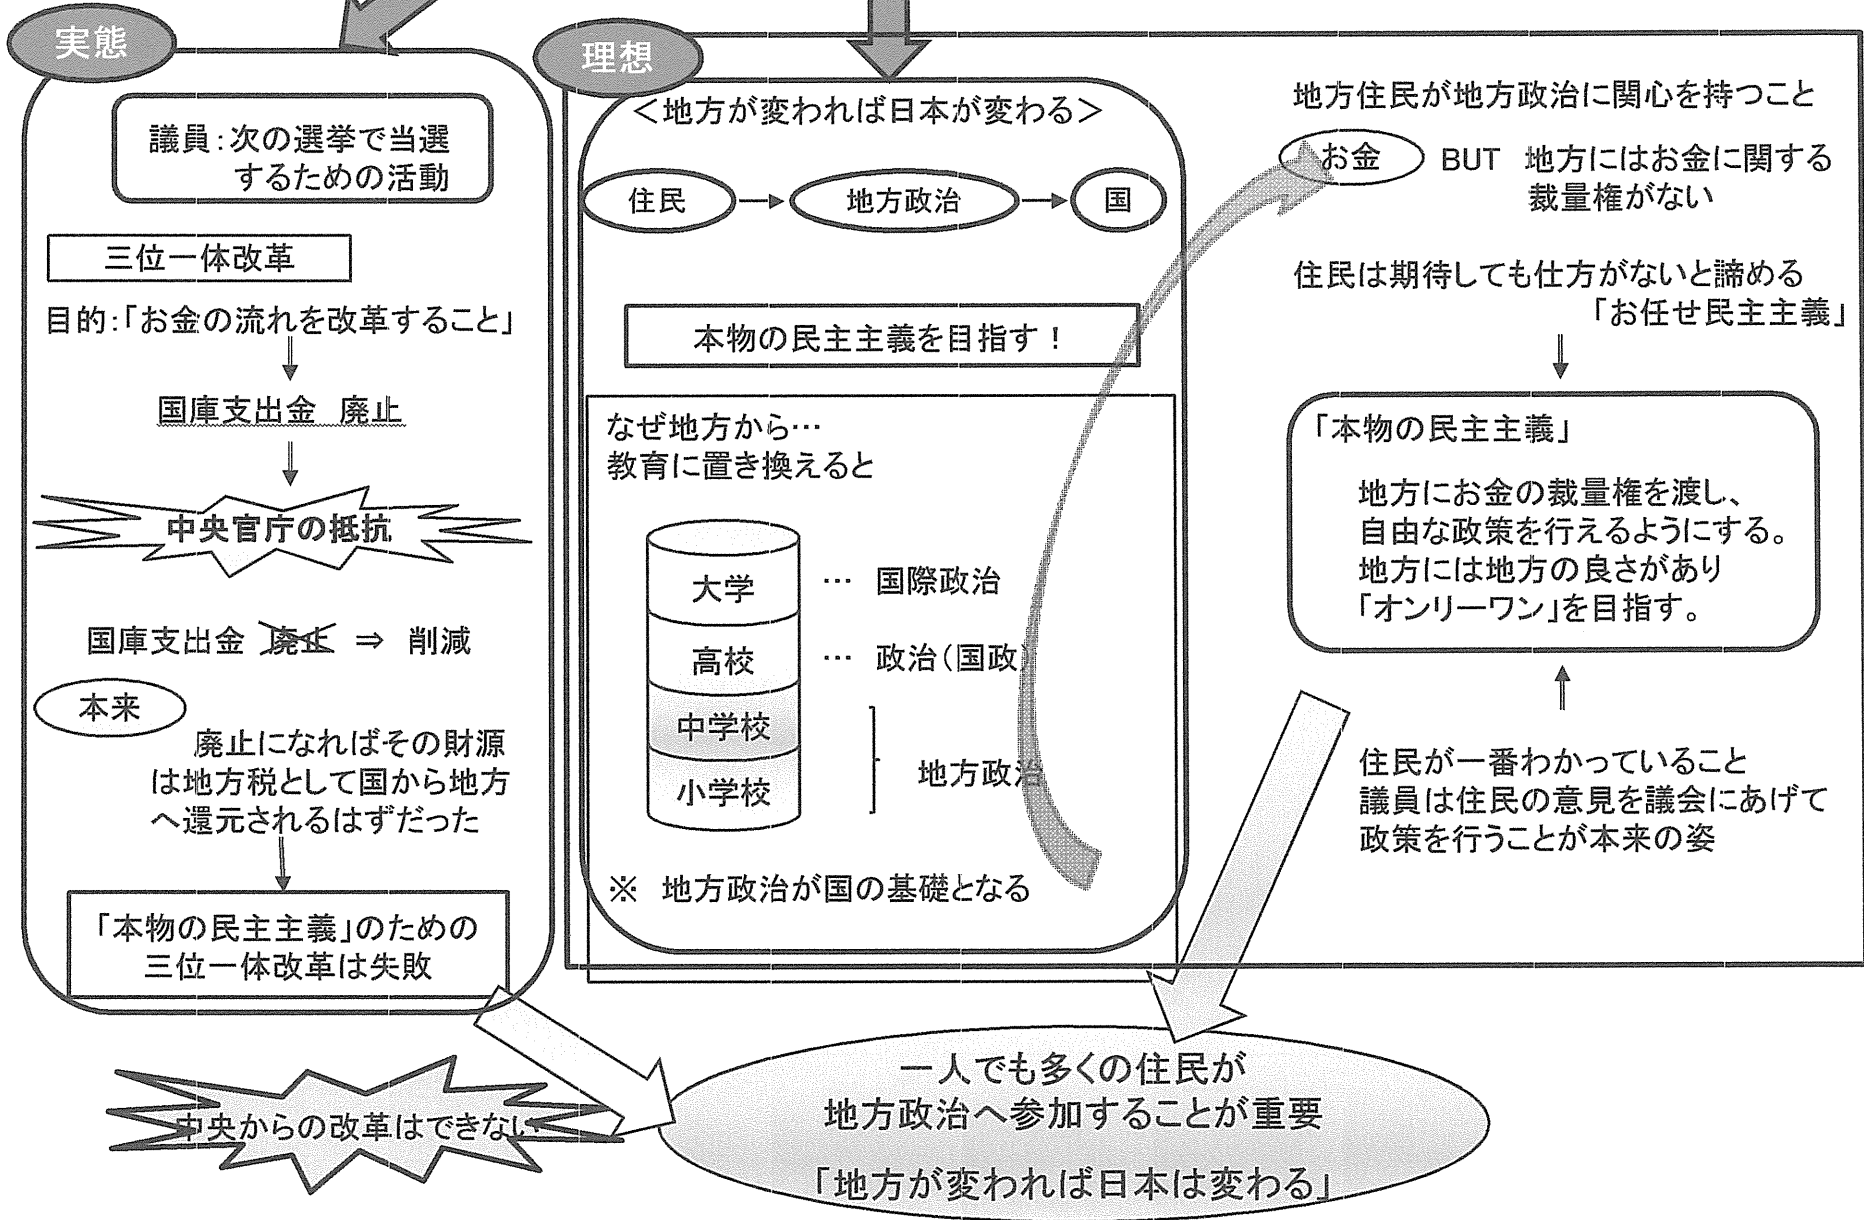 実態
議員：次の選挙で当選
するための活動
三位一体改革
目的：「お金の流れを改革すること」
国庫支出金 廃止
中央官庁の抵抗
国庫支出金 廃止 ⇒ 削減
本来
廃止になればその財源
は地方税として国から地方
へ還元されるはずだった
「本物の民主主義」のための
三位一体改革は失敗
中央からの改革はできない
理想
＜地方が変われば日本が変わる＞
住民
地方政治
国
本物の民主主義を目指す！
なぜ地方から…
教育に置き換えると
大学 … 国際政治
高校 … 政治（国政）
中学校
小学校
地方政治
※ 地方政治が国の基礎となる
地方住民が地方政治に関心を持つこと
お金 BUT 地方にはお金に関する
裁量権がない
住民は期待しても仕方がないと諦める
「お任せ民主主義」
「本物の民主主義」
地方にお金の裁量権を渡し、
自由な政策を行えるようにする。
地方には地方の良さがあり
「オンリーワン」を目指す。
住民が一番わかっていること
議員は住民の意見を議会にあげて
政策を行うことが本来の姿
一人でも多くの住民が
地方政治へ参加することが重要
「地方が変われば日本は変わる」